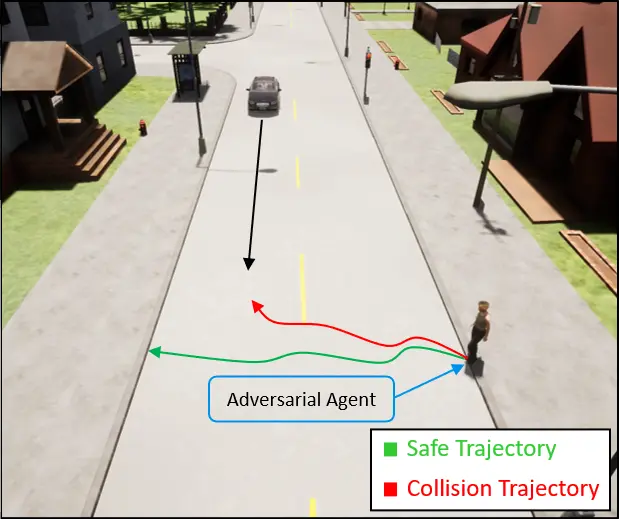 Adversarial Agent
Safe Trajectory
Collision Trajectory